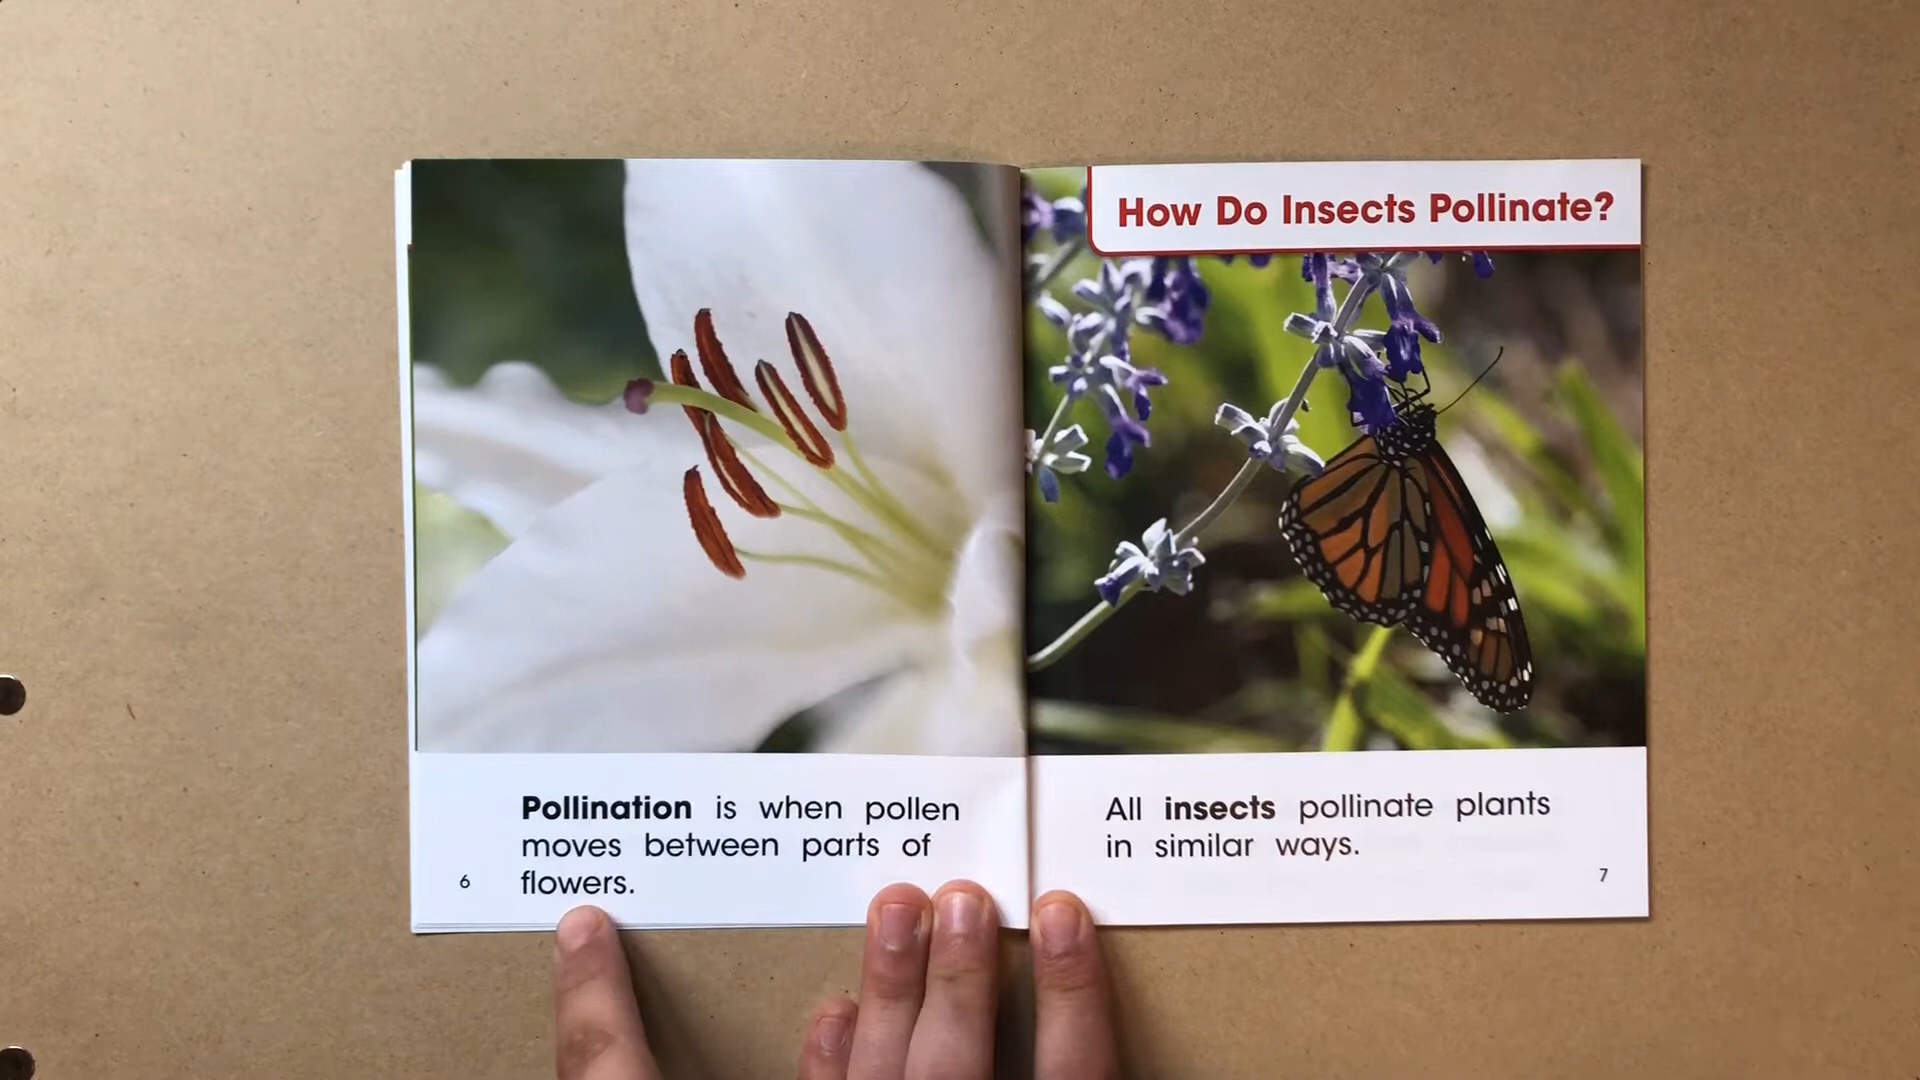 Pollination is when pollen
moves between parts of
flowers.
6
How Do Insects Pollinate?
All insects pollinate plants
in similar ways.
7